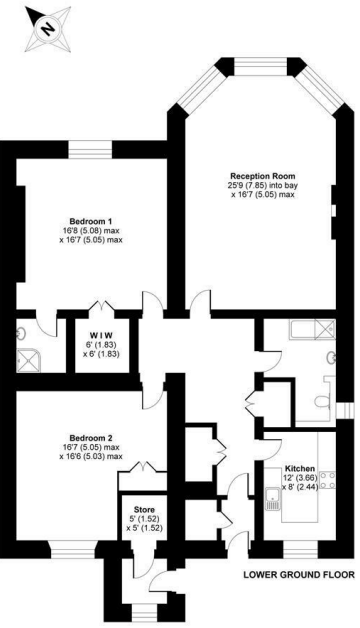 N
Reception Room
25'9 (7.85) into bay
x 16'7 (5.05) max
Bedroom 1
16'8 (5.08) max
x 16'7 (5.05) max
W I W
6' (1.83)
x 6' (1.83)
Bedroom 2
16'7 (5.05) max
x 16'6 (5.03) max
Kitchen
12' (3.66)
x 8' (2.44)
Store
5' (1.52)
x 5' (1.52)
LOWER GROUND FLOOR